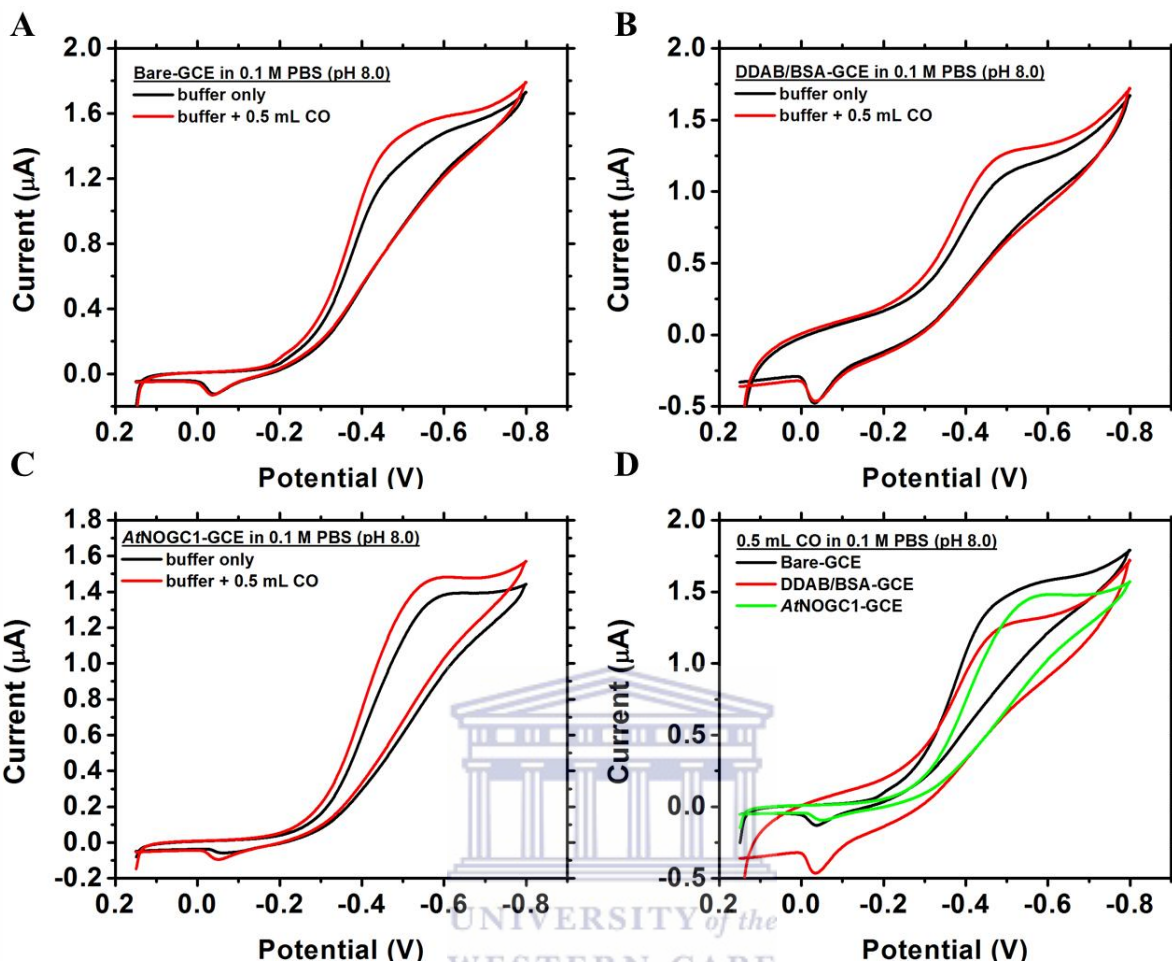 A
Bare-GCE in 0.1 M PBS (pH 8.0)
buffer only
buffer + 0.5 mL CO
Current (µA)
2.0
1.6
1.2
0.8
0.4
0.0
0.2 0.0 -0.2 -0.4 -0.6 -0.8
Potential (V)
B
DDAB/BSA-GCE in 0.1 M PBS (pH 8.0)
buffer only
buffer + 0.5 mL CO
Current (µA)
2.0
1.5
1.0
0.5
0.0
-0.5
0.2 0.0 -0.2 -0.4 -0.6 -0.8
Potential (V)
C
AtNOGC1-GCE in 0.1 M PBS (pH 8.0)
buffer only
buffer + 0.5 mL CO
Current (µA)
1.8
1.6
1.4
1.2
1.0
0.8
0.6
0.4
0.2
0.0
-0.2
0.2 0.0 -0.2 -0.4 -0.6 -0.8
Potential (V)
D
0.5 mL CO in 0.1 M PBS (pH 8.0)
Bare-GCE
DDAB/BSA-GCE
AtNOGC1-GCE
Current (µA)
2.0
1.5
1.0
0.5
0.0
-0.5
0.2 0.0 -0.2 -0.4 -0.6 -0.8
Potential (V)
UNIVERSITY of the
WESTERN CAPE